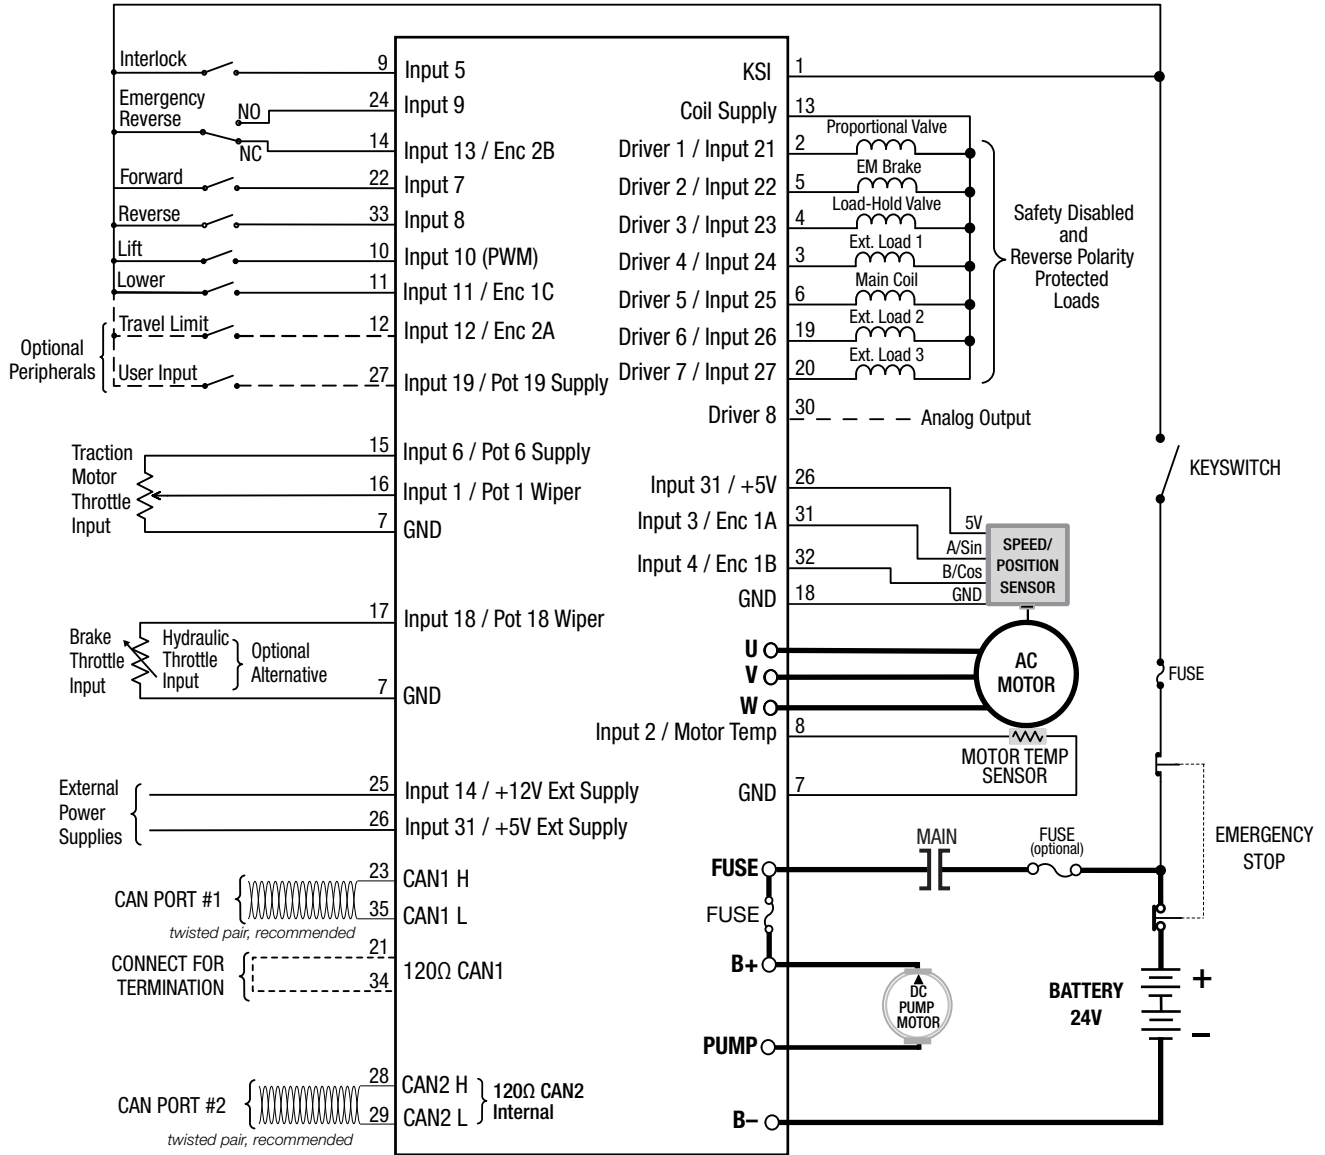 Interlock
9
Input 5
Emergency
Reverse
NO
24
Input 9
NC
14
Input 13 / Enc 2B
Forward
22
Input 7
Reverse
33
Input 8
Lift
10
Input 10 (PWM)
Lower
11
Input 11 / Enc 1C
Optional
Peripherals
Travel Limit
12
Input 12 / Enc 2A
User Input
27
Input 19 / Pot 19 Supply
Traction
Motor
Throttle
Input
15
Input 6 / Pot 6 Supply
16
Input 1 / Pot 1 Wiper
7
GND
Brake
Throttle
Input
Hydraulic
Throttle
Input
Optional
Alternative
17
Input 18 / Pot 18 Wiper
7
GND
External
Power
Supplies
25
Input 14 / +12V Ext Supply
26
Input 31 / +5V Ext Supply
CAN PORT #1
23
CAN1 H
35
CAN1 L
twisted pair, recommended
CONNECT FOR
TERMINATION
21
34
120Ω CAN1
CAN PORT #2
28
CAN2 H
29
CAN2 L
120Ω CAN2
Internal
twisted pair, recommended
KSI
1
Coil Supply
13
Driver 1 / Input 21
2
Proportional Valve
Driver 2 / Input 22
5
EM Brake
Driver 3 / Input 23
4
Load-Hold Valve
Driver 4 / Input 24
3
Ext. Load 1
Driver 5 / Input 25
6
Main Coil
Driver 6 / Input 26
19
Ext. Load 2
Driver 7 / Input 27
20
Ext. Load 3
Safety Disabled
and
Reverse Polarity
Protected
Loads
Driver 8
30
Analog Output
Input 31 / +5V
26
5V
Input 3 / Enc 1A
31
A/Sin
Input 4 / Enc 1B
32
B/Cos
GND
18
GND
SPEED/
POSITION
SENSOR
U
V
W
AC
MOTOR
Input 2 / Motor Temp
8
MOTOR TEMP
SENSOR
GND
7
KEYSWITCH
FUSE
EMERGENCY
STOP
FUSE
MAIN
FUSE
(optional)
FUSE
B+
DC
PUMP
MOTOR
PUMP
BATTERY
24V
+
–
B–